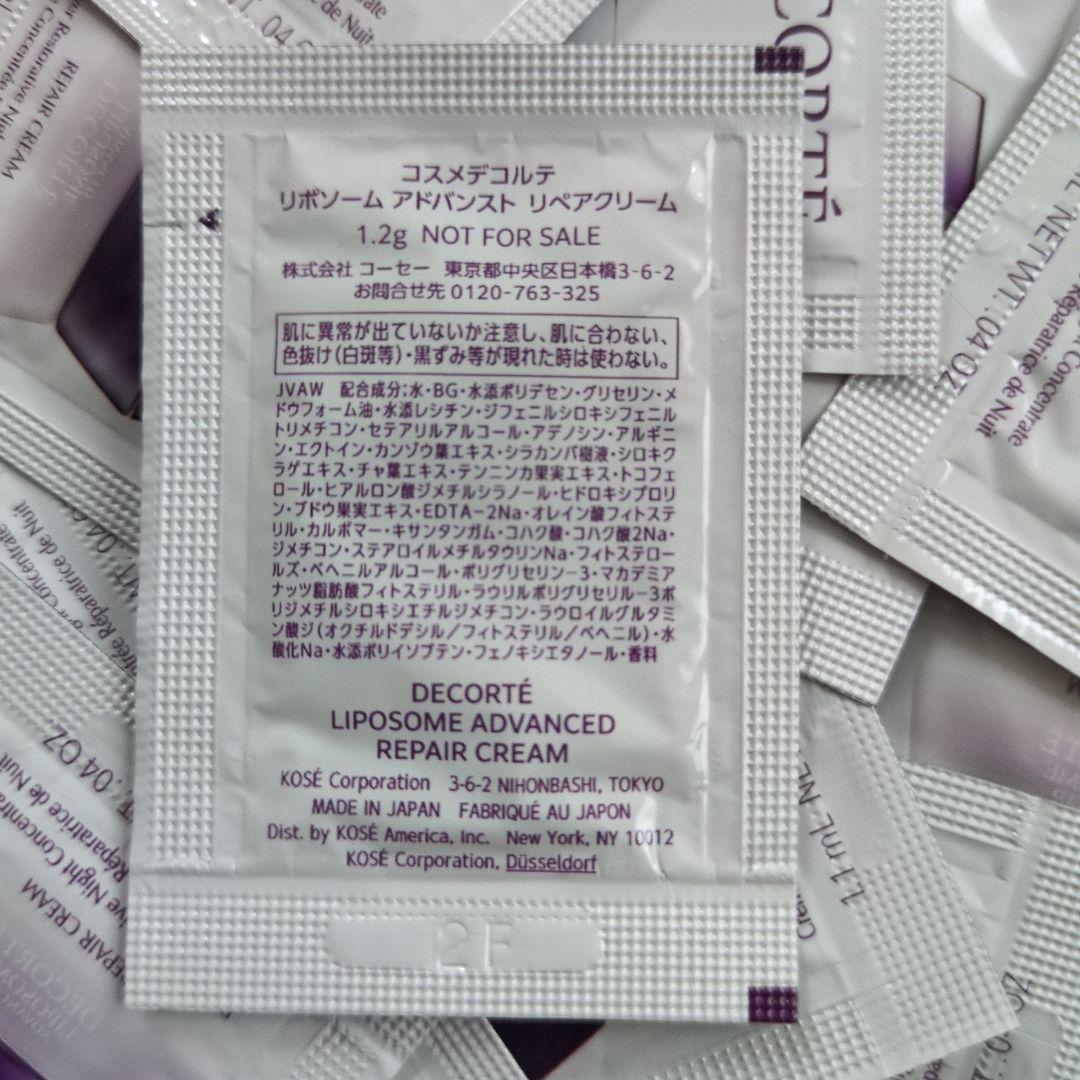 コスメデコルテ
リポソーム アドバンスト リペアクリーム
1.2g NOT FOR SALE
株式会社 コーセー 東京都中央区日本橋3-6-2
お問合せ先 0120-763-325
肌に異常が出ていないか注意し、肌に合わない、
色抜け(白斑等)・黒ずみ等が現れた時は使わない。
JVAW 配合成分;水・BG・水添ポリデセン・グリセリン・メ
ドウフォーム油・水添レシチン・ジフェニルシロキシフェニル
トリメチコン・セテアリルアルコール・アデノシン・アルギニ
ン・エクトイン・カンゾウ葉エキス・シラカンバ樹液・シロキク
ラゲエキス・チャ葉エキス・テンニンカ果実エキス・トコフェ
ロール・ヒアルロン酸ジメチルシラノール・ヒドロキシプロリ
ン・ブドウ果実エキス・EDTA-2Na・オレイン酸フィトステ
リル・カルボマー・キサンタンガム・コハク酸・コハク酸2Na・
ジメチコン・ステアロイルメチルタウリンNa・フィトステロー
ルズ・ベヘニルアルコール・ポリグリセリン-3・マカデミア
ナッツ脂肪酸フィトステリル・ラウリルポリグリセリル-3ポ
リジメチルシロキシエチルジメチコン・ラウロイルグルタミ
ン酸ジ(オクチルドデシル/フィトステリル/ベヘニル)・水
酸化Na・水添ポリイソブテン・フェノキシエタノール・香料
DECORTÉ
LIPOSOME ADVANCED
REPAIR CREAM
KOSÉ Corporation 3-6-2 NIHONBASHI, TOKYO
MADE IN JAPAN FABRIQUÉ AU JAPON
Dist. by KOSÉ America, Inc. New York, NY 10012
KOSÉ Corporation, Düsseldorf
REPAIR CREAM
de Nuit
NETWT. .04 OZ
Concentrate
Réparatrice de Nuit
.04 OZ
Réparatrice de Nuit
REPAIR CREAM
1.1 mL